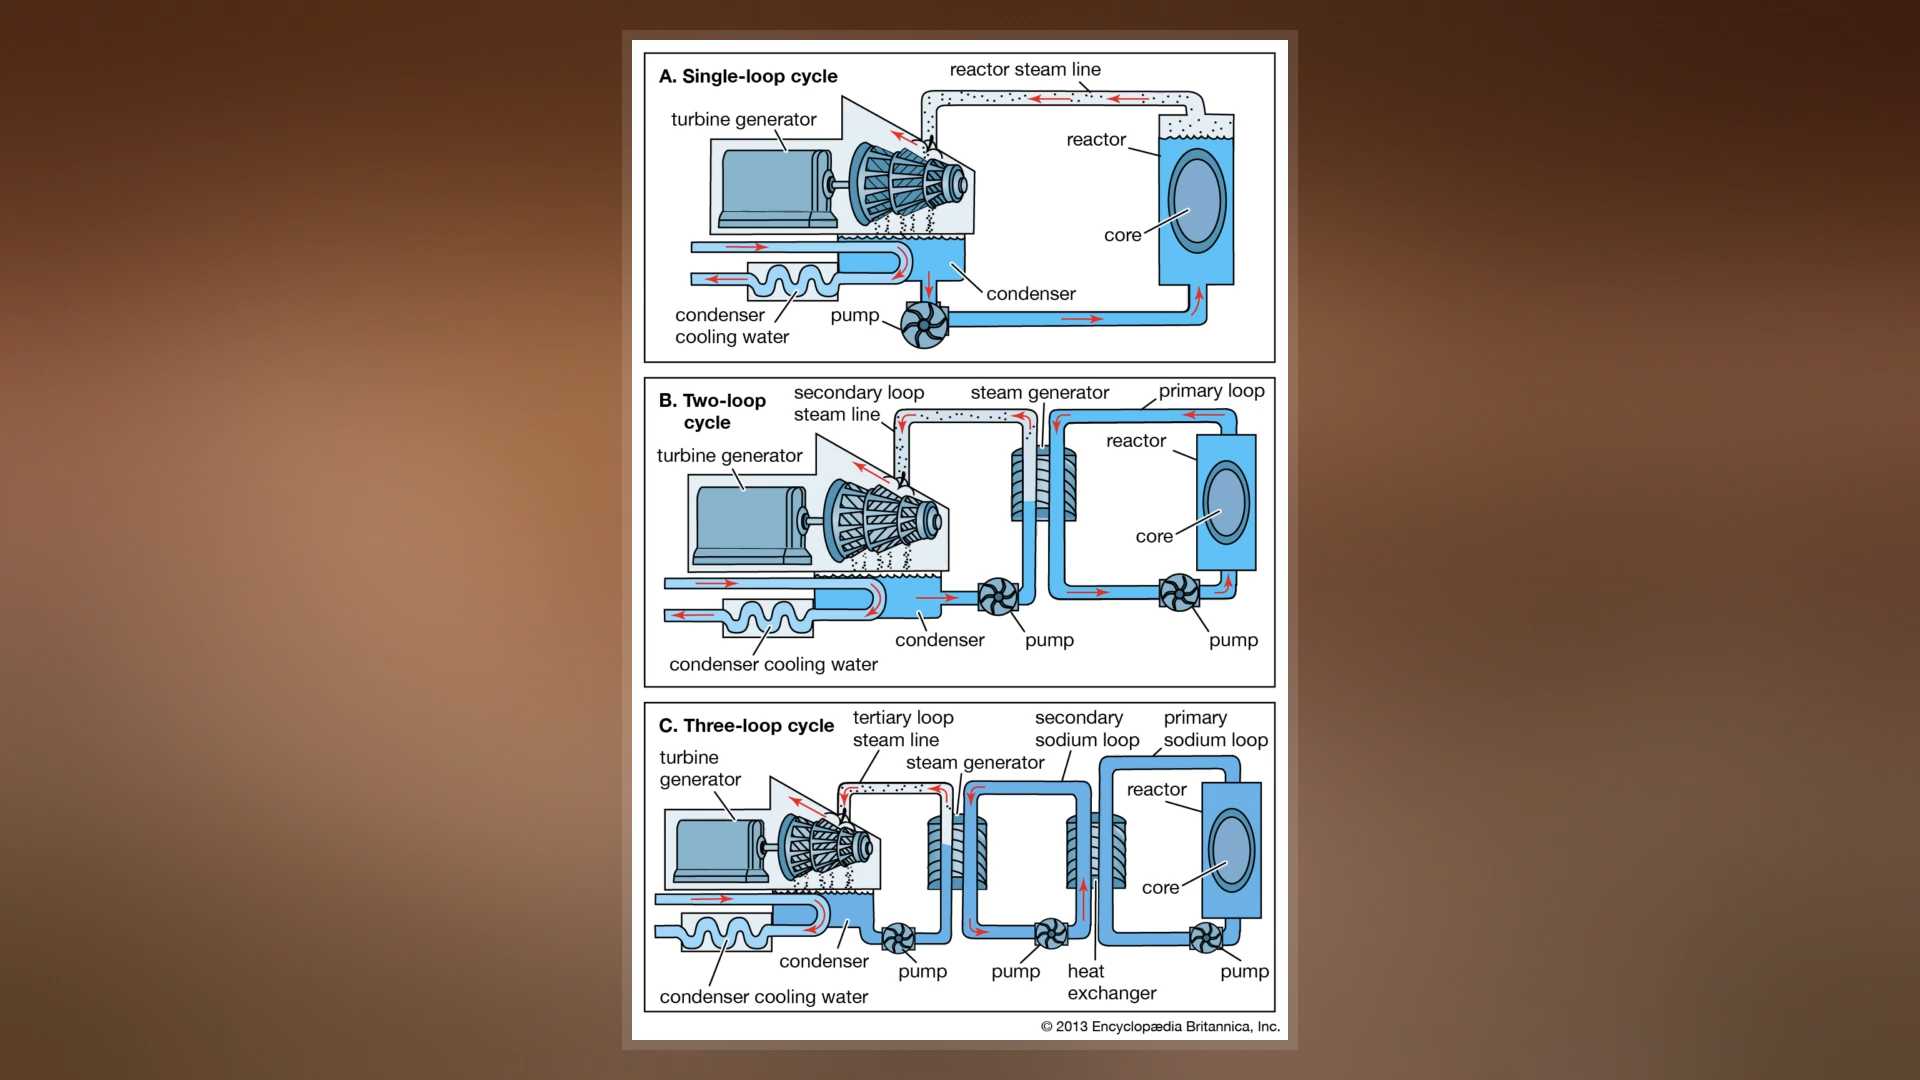 A. Single-loop cycle
reactor steam line
turbine generator
reactor
core
condenser
condenser
cooling water
pump
B. Two-loop
cycle
secondary loop
steam line
steam generator
primary loop
reactor
turbine generator
core
condenser
pump
pump
condenser cooling water
C. Three-loop cycle
tertiary loop
steam line
secondary
sodium loop
primary
sodium loop
turbine
generator
steam generator
reactor
core
condenser
pump
pump
heat
exchanger
pump
condenser cooling water
© 2013 Encyclopædia Britannica, Inc.